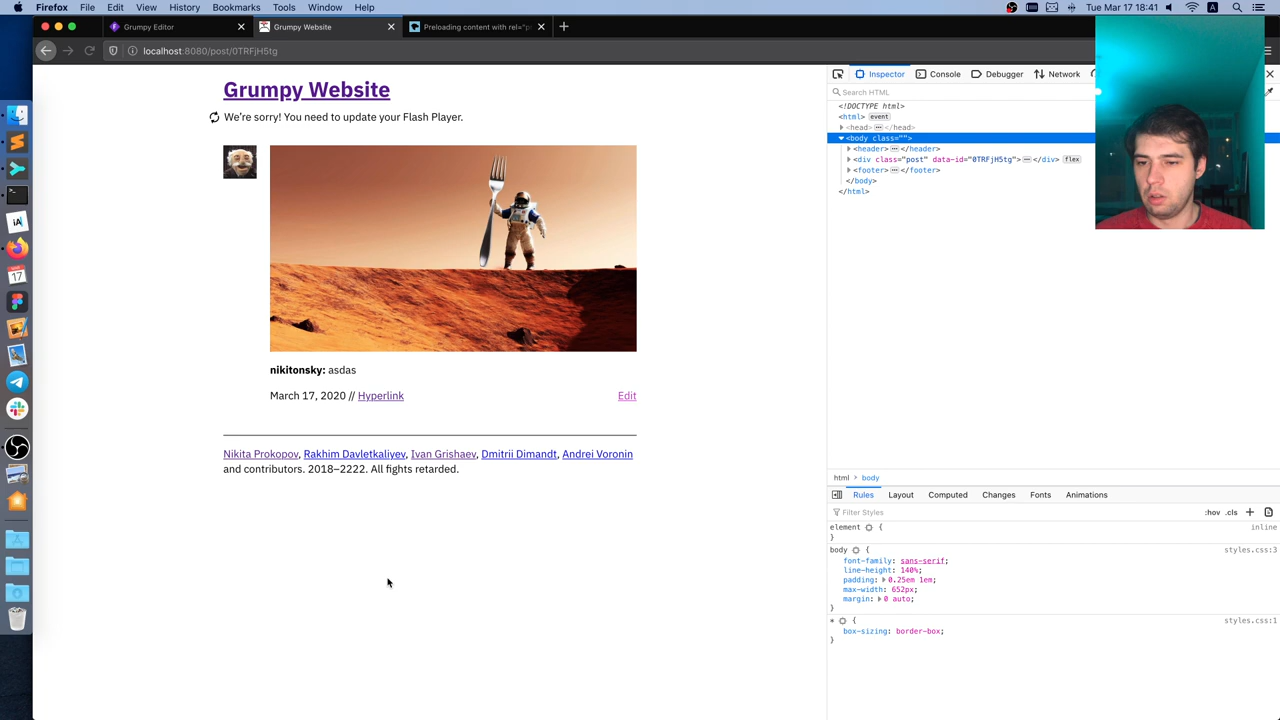 Firefox File Edit View History Bookmarks Tools Window Help
Grumpy Editor
Grumpy Website
Preloading content with rel="p
localhost:8080/post/0TRFjH5tg
Grumpy Website
We're sorry! You need to update your Flash Player.
nikitonsky: asdas
March 17, 2020 // Hyperlink
Edit
Nikita Prokopov, Rakhim Davletkaliyev, Ivan Grishaev, Dmitrii Dimandt, Andrei Voronin
and contributors. 2018–2222. All fights retarded.
Inspector Console Debugger Network
Search HTML
<!DOCTYPE html>
<html> event
<head> ⋯ </head>
<body class="">
<header> ⋯ </header>
<div class="post" data-id="0TRFjH5tg"> ⋯ </div> flex
<footer> ⋯ </footer>
</body>
</html>
html > body
Rules Layout Computed Changes Fonts Animations
Filter Styles
:hov .cls +
element { inline
}
body { styles.css:3
font-family: sans-serif;
line-height: 140%;
padding: 0.25em 1em;
max-width: 652px;
margin: 0 auto;
}
* { styles.css:1
box-sizing: border-box;
}
iA
17